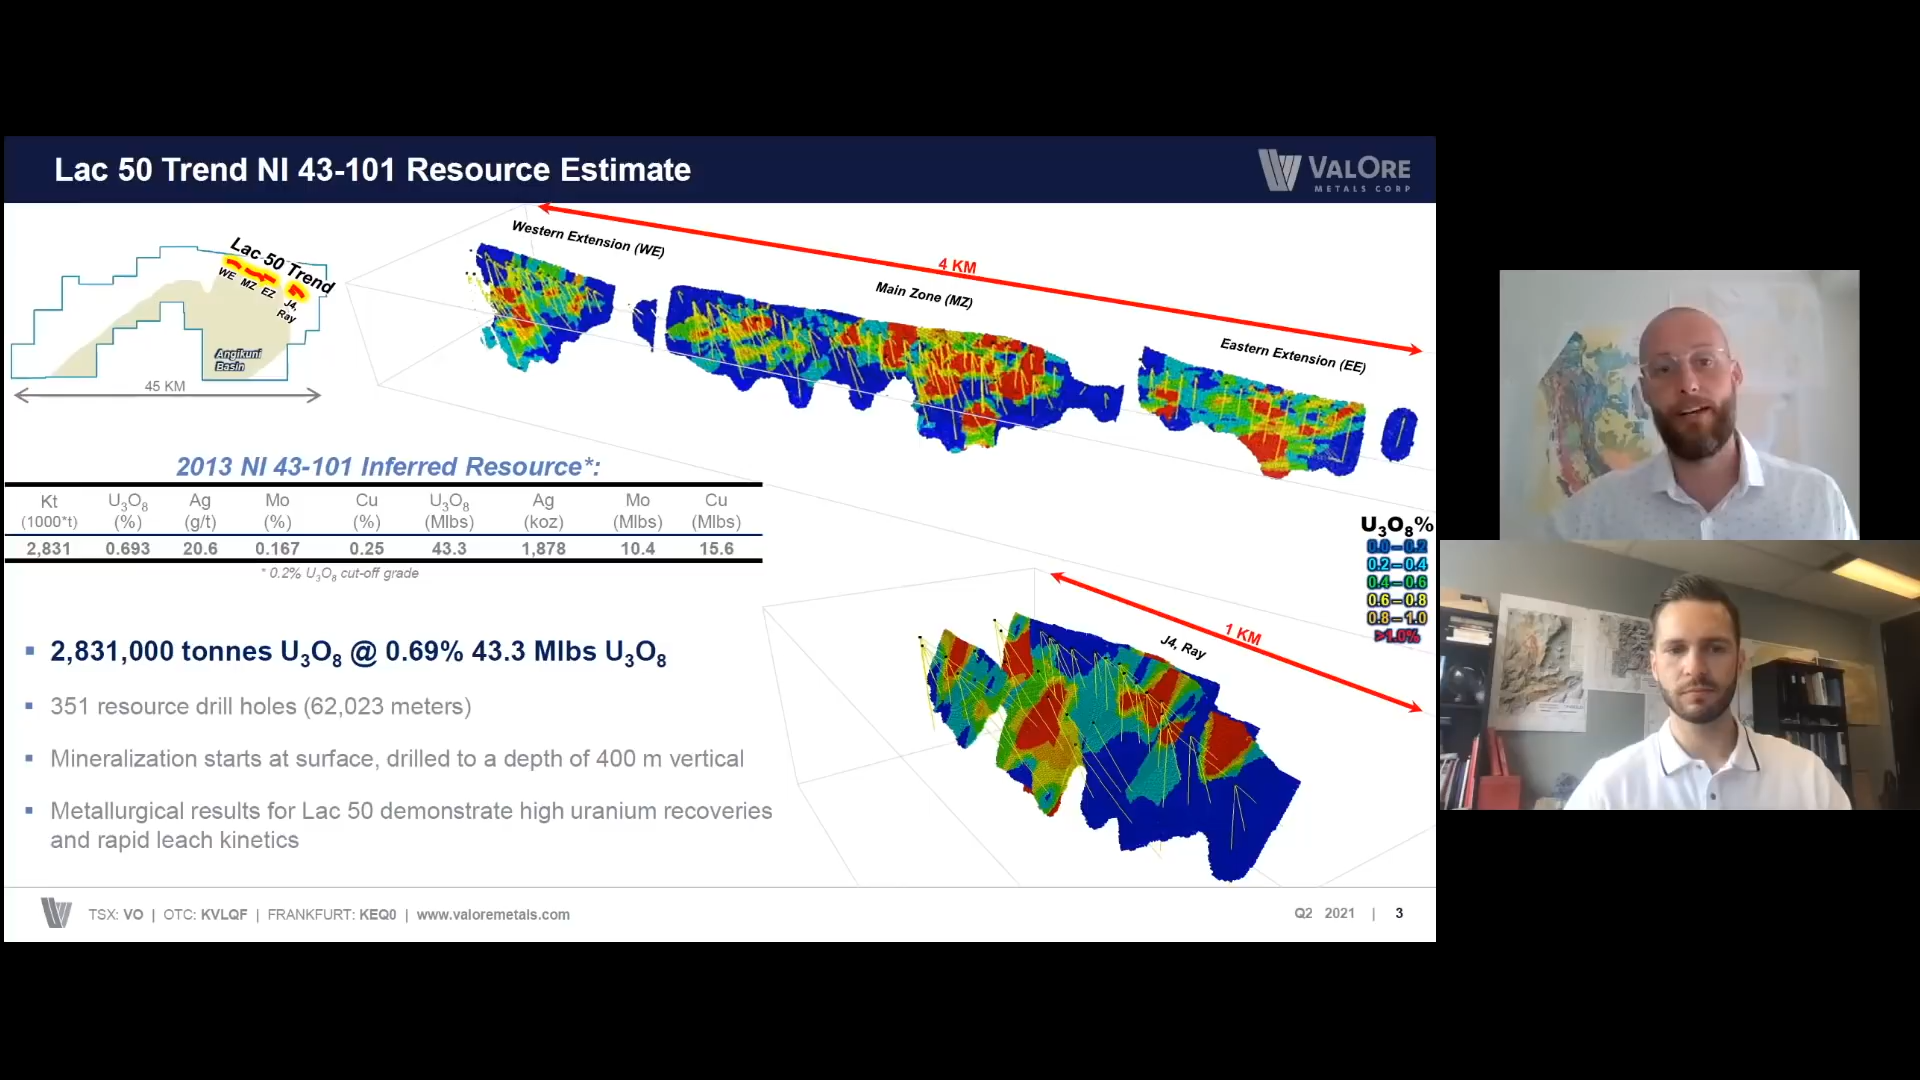 Lac 50 Trend NI 43-101 Resource Estimate
VALORE
METALS CORP
Lac 50 Trend
WE
MZ
EZ
J4,
Ray
Angikuni
Basin
45 KM
Western Extension (WE)
4 KM
Main Zone (MZ)
Eastern Extension (EE)
2013 NI 43-101 Inferred Resource*:
Kt U₃O₈ Ag Mo Cu U₃O₈ Ag Mo Cu
(1000*t) (%) (g/t) (%) (%) (Mlbs) (koz) (Mlbs) (Mlbs)
2,831 0.693 20.6 0.167 0.25 43.3 1,878 10.4 15.6
* 0.2% U₃O₈ cut-off grade
U₃O₈%
0.0–0.2
0.2–0.4
0.4–0.6
0.6–0.8
0.8–1.0
>1.0%
1 KM
J4, Ray
▪ 2,831,000 tonnes U₃O₈ @ 0.69% 43.3 Mlbs U₃O₈
▪ 351 resource drill holes (62,023 meters)
▪ Mineralization starts at surface, drilled to a depth of 400 m vertical
▪ Metallurgical results for Lac 50 demonstrate high uranium recoveries
and rapid leach kinetics
TSX: VO | OTC: KVLQF | FRANKFURT: KEQ0 | www.valoremetals.com
Q2 2021 | 3